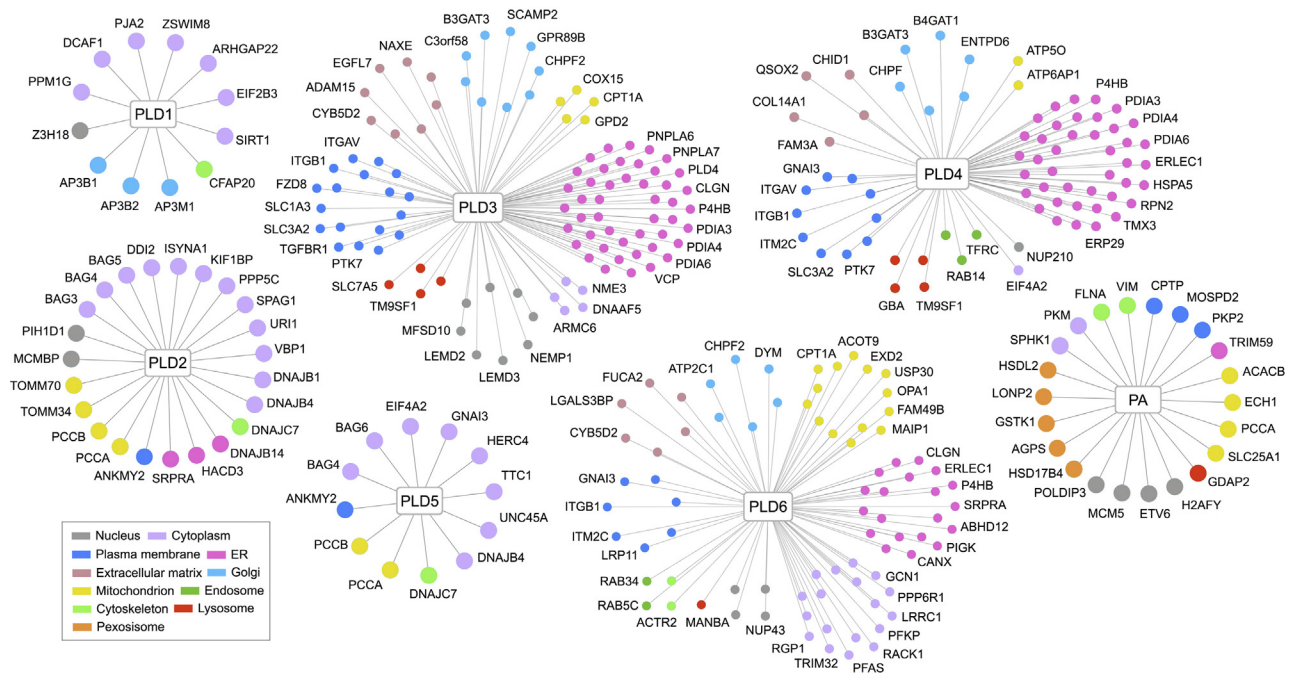 PJA2
ZSWIM8
DCAF1
ARHGAP22
PPM1G
EIF2B3
PLD1
Z3H18
SIRT1
AP3B1
CFAP20
AP3B2
AP3M1
B3GAT3
SCAMP2
C3orf58
GPR89B
NAXE
CHPF2
EGFL7
COX15
ADAM15
CPT1A
CYB5D2
GPD2
ITGAV
PNPLA6
ITGB1
PNPLA7
FZD8
PLD4
CLGN
SLC1A3
PLD3
P4HB
SLC3A2
PDIA3
TGFBR1
PDIA4
PTK7
PDIA6
VCP
SLC7A5
TM9SF1
NME3
DNAAF5
MFSD10
ARMC6
LEMD2
NEMP1
LEMD3
B4GAT1
B3GAT3
ENTPD6
CHID1
ATP5O
QSOX2
CHPF
ATP6AP1
COL14A1
P4HB
PDIA3
PDIA4
FAM3A
PDIA6
GNAI3
ERLEC1
PLD4
ITGAV
HSPA5
ITGB1
RPN2
TMX3
ITM2C
ERP29
SLC3A2
PTK7
TFRC
NUP210
RAB14
GBA
TM9SF1
EIF4A2
DDI2
ISYNA1
BAG5
KIF1BP
BAG4
PPP5C
BAG3
SPAG1
PIH1D1
URI1
MCMBP
PLD2
VBP1
TOMM70
DNAJB1
TOMM34
DNAJB4
PCCB
DNAJC7
PCCA
DNAJB14
ANKMY2
HACD3
SRPRA
EIF4A2
GNAI3
BAG6
HERC4
BAG4
TTC1
ANKMY2
PLD5
UNC45A
PCCB
DNAJB4
PCCA
DNAJC7
CHPF2
DYM
ACOT9
ATP2C1
CPT1A
EXD2
FUCA2
USP30
LGALS3BP
OPA1
FAM49B
CYB5D2
MAIP1
CLGN
ERLEC1
GNAI3
P4HB
ITGB1
PLD6
SRPRA
ABHD12
ITM2C
PIGK
LRP11
CANX
RAB34
GCN1
PPP6R1
RAB5C
LRRC1
ACTR2
MANBA
NUP43
PFKP
RGP1
RACK1
TRIM32
PFAS
VIM
CPTP
FLNA
MOSPD2
PKM
PKP2
SPHK1
TRIM59
HSDL2
ACACB
LONP2
PA
ECH1
GSTK1
PCCA
AGPS
SLC25A1
HSD17B4
GDAP2
POLDIP3
H2AFY
MCM5
ETV6
Nucleus Cytoplasm
Plasma membrane ER
Extracellular matrix Golgi
Mitochondrion Endosome
Cytoskeleton Lysosome
Pexosisome